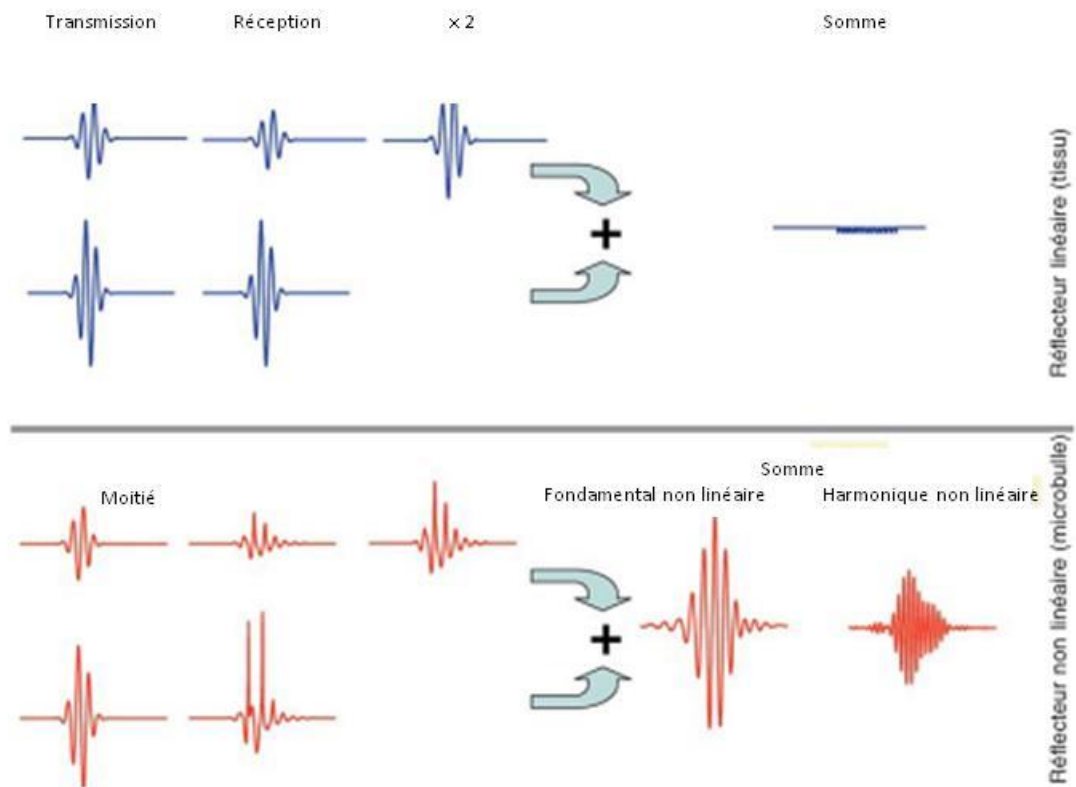 Transmission
Réception
x 2
Somme
Réflecteur linéaire (tissu)
Somme
Moitié
Fondamental non linéaire
Harmonique non linéaire
Réflecteur non linéaire (microbulle)